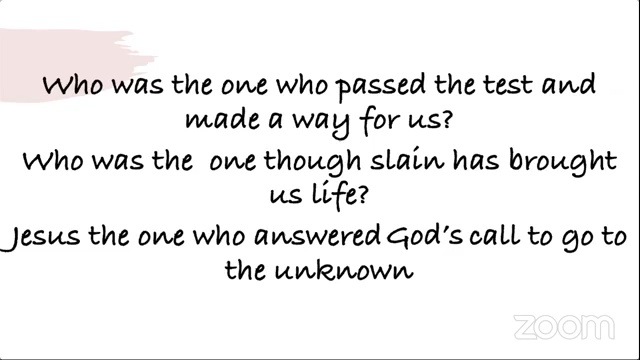 Who was the one who passed the test and
made a way for us?
Who was the one though slain has brought
us life?
Jesus the one who answered God's call to go to
the unknown
zoom